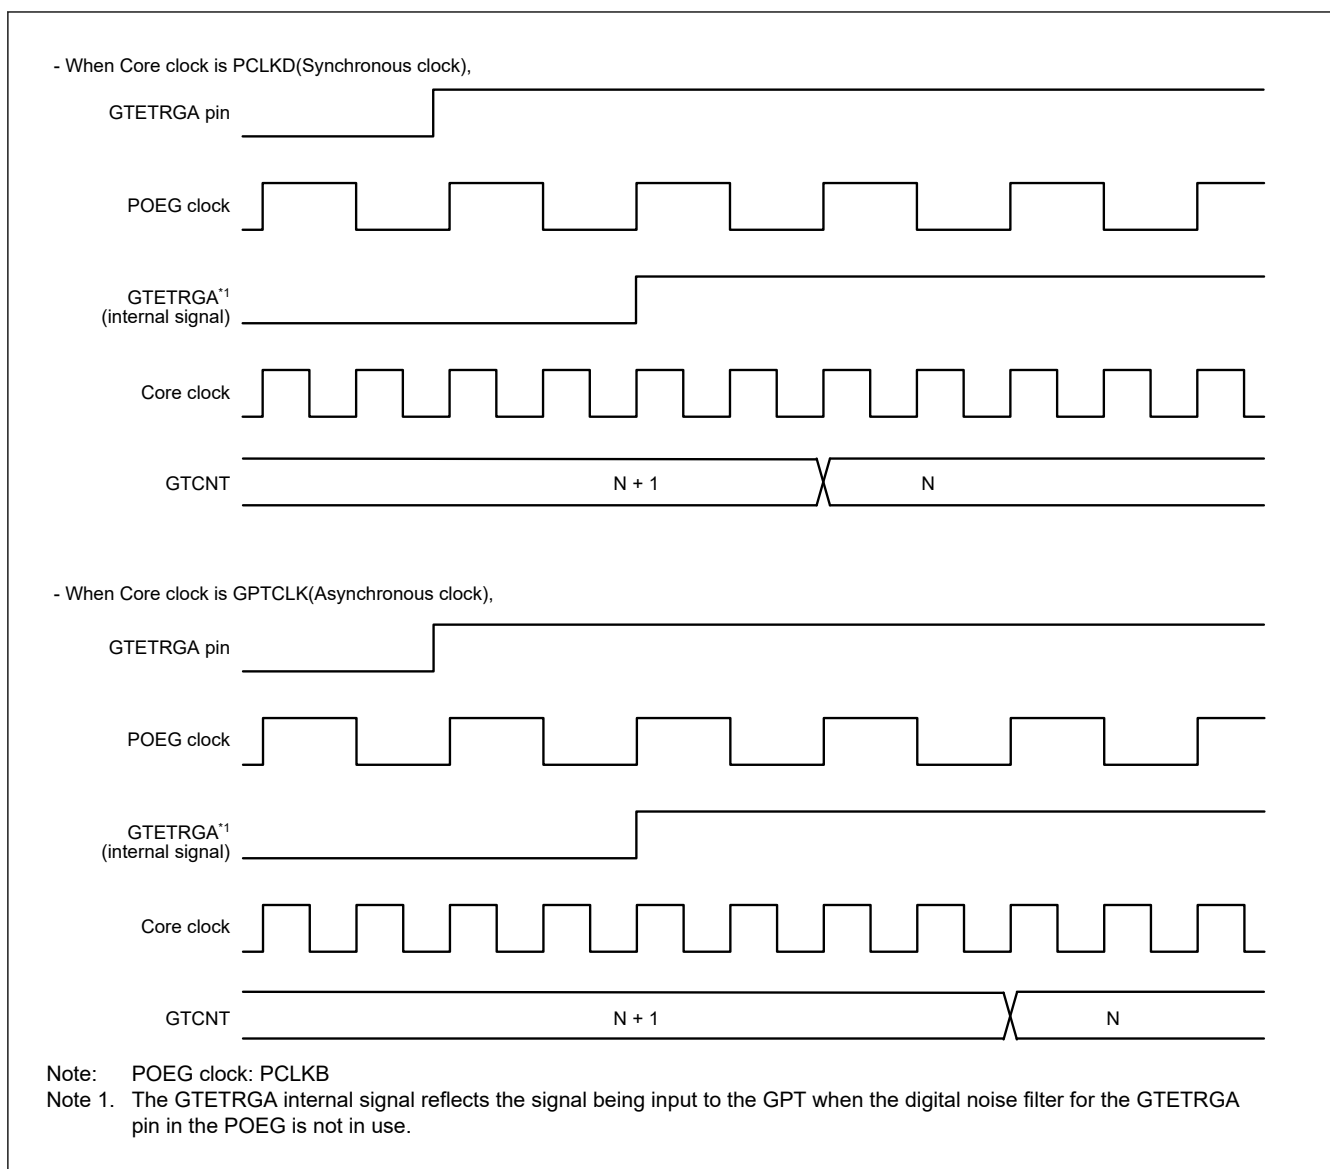 - When Core clock is PCLKD(Synchronous clock),
GTETRGA pin
POEG clock
GTETRGA*1
(internal signal)
Core clock
GTCNT
N + 1
N
- When Core clock is GPTCLK(Asynchronous clock),
GTETRGA pin
POEG clock
GTETRGA*1
(internal signal)
Core clock
GTCNT
N + 1
N
Note: POEG clock: PCLKB
Note 1. The GTETRGA internal signal reflects the signal being input to the GPT when the digital noise filter for the GTETRGA
pin in the POEG is not in use.